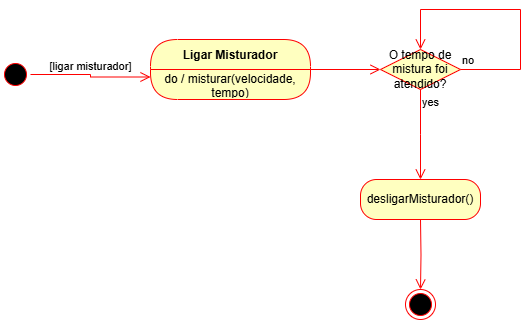 [ligar misturador]
Ligar Misturador
do / misturar(velocidade,
tempo)
O tempo de
mistura foi
atendido?
no
yes
desligarMisturador()